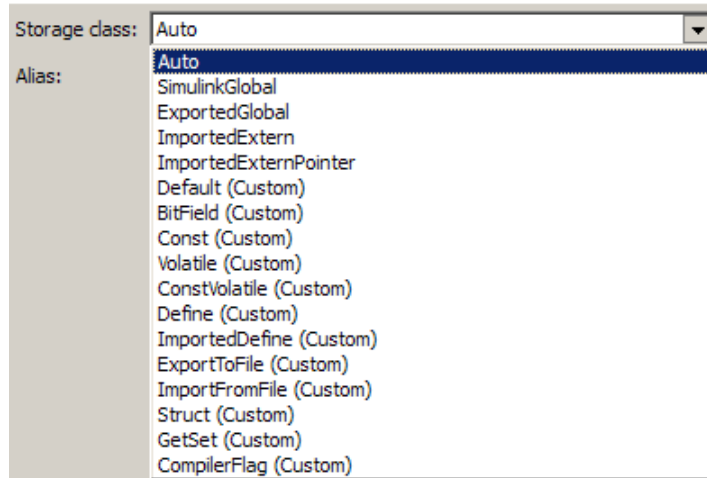 Storage class: Auto
Alias:
Auto
SimulinkGlobal
ExportedGlobal
ImportedExtern
ImportedExternPointer
Default (Custom)
BitField (Custom)
Const (Custom)
Volatile (Custom)
ConstVolatile (Custom)
Define (Custom)
ImportedDefine (Custom)
ExportToFile (Custom)
ImportFromFile (Custom)
Struct (Custom)
GetSet (Custom)
CompilerFlag (Custom)